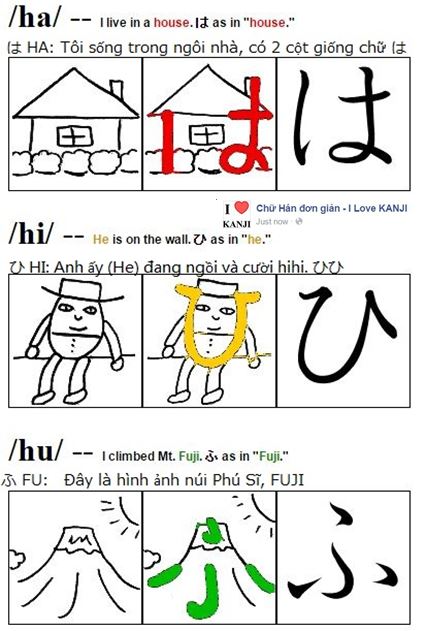 /ha/ -- I live in a house. は as in "house."
は HA: Tôi sống trong ngôi nhà, có 2 cột giống chữ は
は
I ❤ KANJI
Chữ Hán đơn giản - I Love KANJI
Just now
/hi/ -- He is on the wall. ひ as in "he."
ひ HI: Anh ấy (He) đang ngồi và cười hihi. ひひ
ひ
/hu/ -- I climbed Mt. Fuji. ふ as in "Fuji."
ふ FU: Đây là hình ảnh núi Phú Sĩ, FUJI
ふ